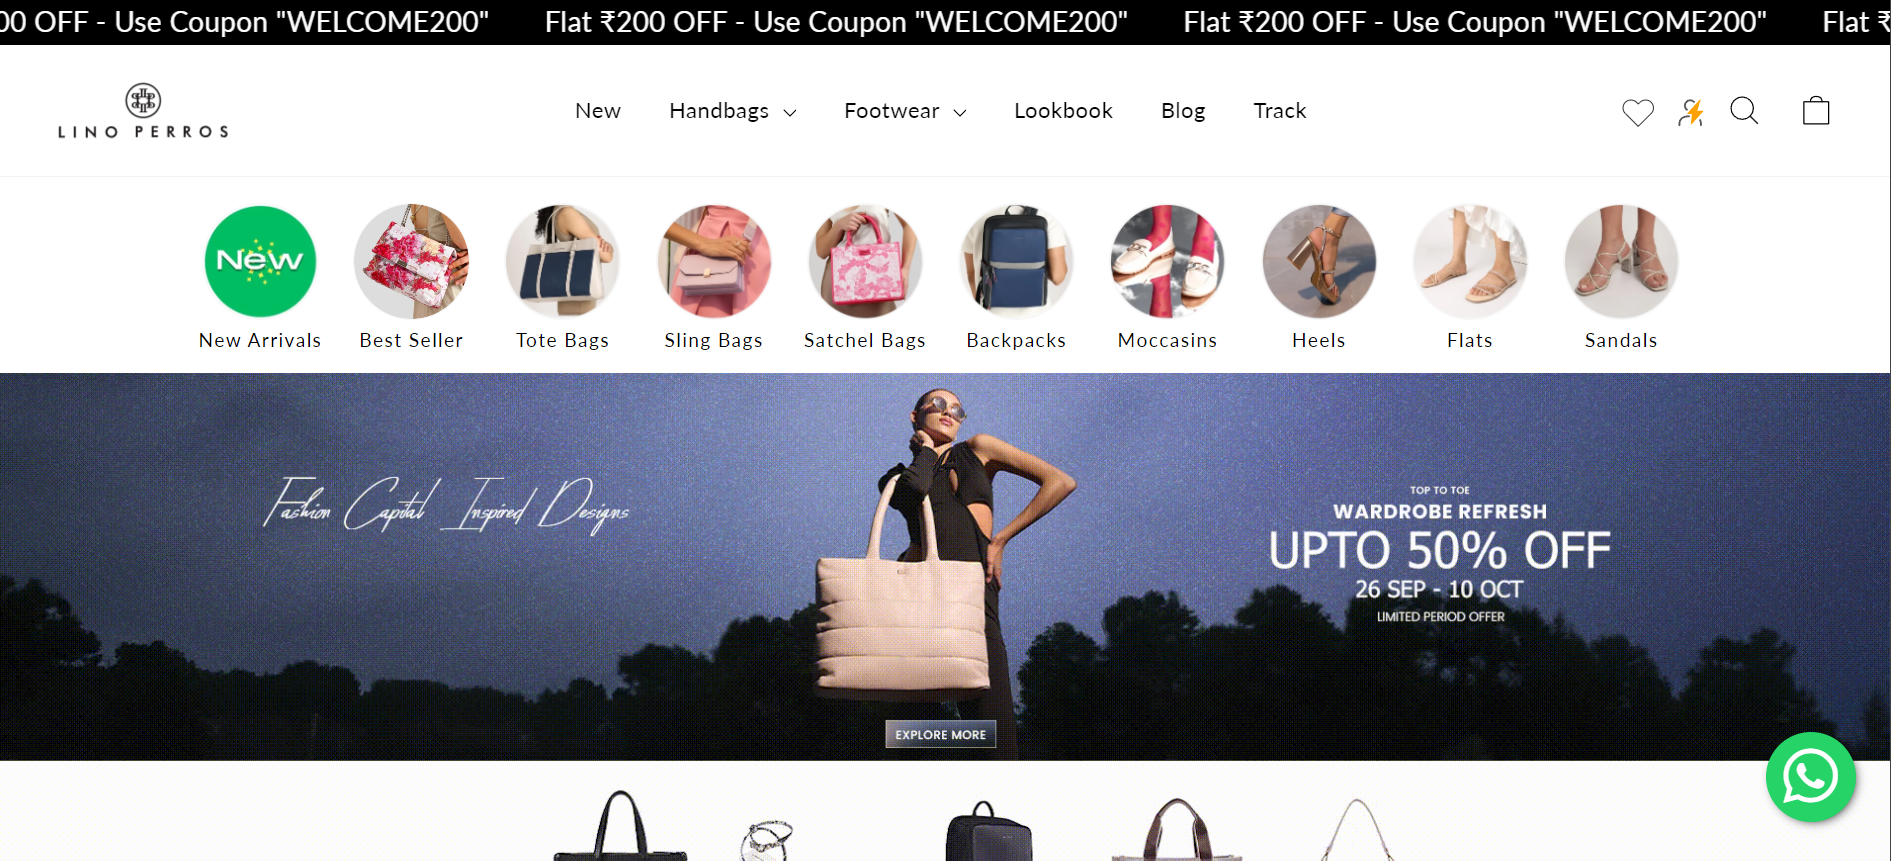 00 OFF - Use Coupon "WELCOME200" Flat ₹200 OFF - Use Coupon "WELCOME200" Flat ₹200 OFF - Use Coupon "WELCOME200" Flat ₹
LINO PERROS
New Handbags Footwear Lookbook Blog Track
New
New Arrivals Best Seller Tote Bags Sling Bags Satchel Bags Backpacks Moccasins Heels Flats Sandals
Fashion Capital Inspired Designs
TOP TO TOE
WARDROBE REFRESH
UPTO 50% OFF
26 SEP - 10 OCT
LIMITED PERIOD OFFER
EXPLORE MORE